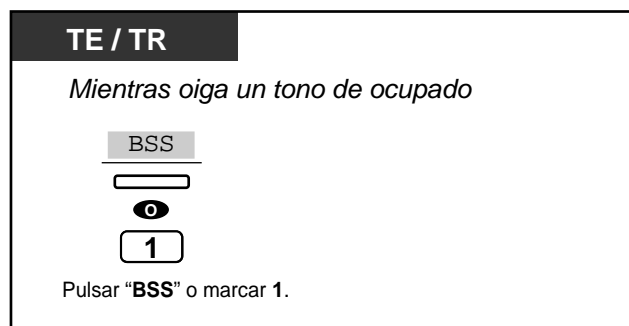 TE / TR
Mientras oiga un tono de ocupado
BSS
o
1
Pulsar “BSS” o marcar 1.